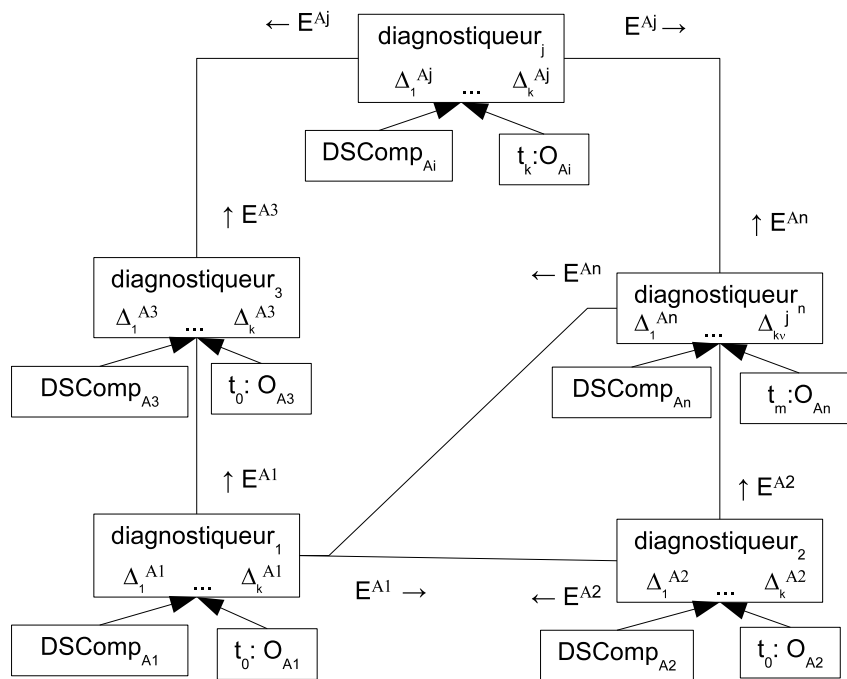 ← E^Aj
diagnostiqueur_j
E^Aj →
Δ_1^Aj ... Δ_k^Aj
DSComp_Ai
t_k:O_Ai
↑ E^A3
↑ E^An
← E^An
diagnostiqueur_3
Δ_1^A3 ... Δ_k^A3
diagnostiqueur_n
Δ_1^An ... Δ_kν^j
DSComp_A3
t_0: O_A3
DSComp_An
t_m:O_An
↑ E^A1
↑ E^A2
diagnostiqueur_1
Δ_1^A1 ... Δ_k^A1
diagnostiqueur_2
Δ_1^A2 ... Δ_k^A2
E^A1 →
← E^A2
DSComp_A1
t_0: O_A1
DSComp_A2
t_0: O_A2